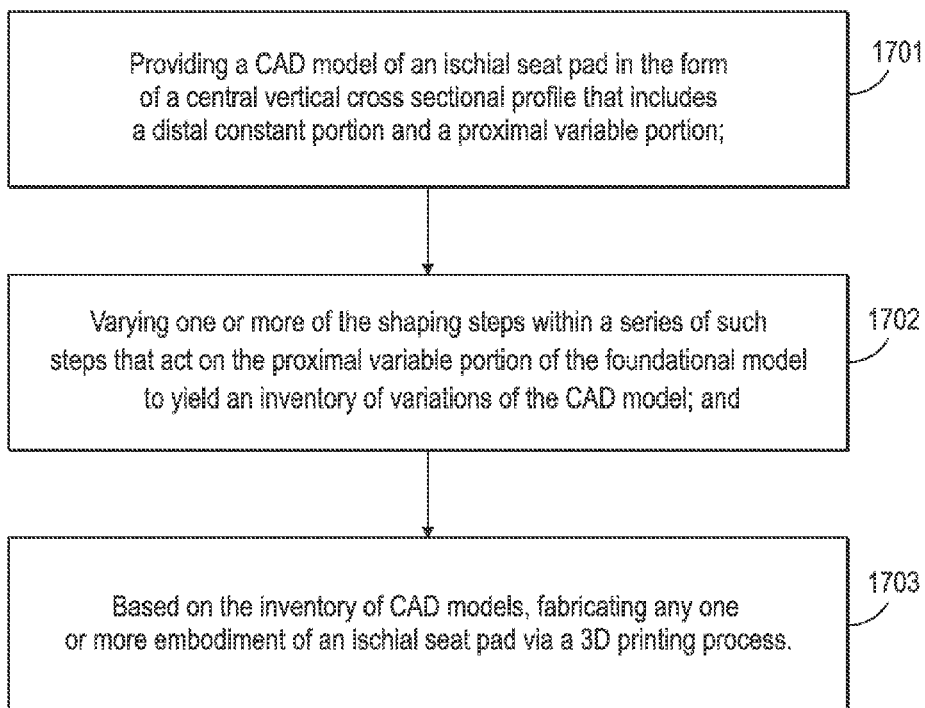 Providing a CAD model of an ischial seat pad in the form
of a central vertical cross sectional profile that includes
a distal constant portion and a proximal variable portion;
1701
Varying one or more of the shaping steps within a series of such
steps that act on the proximal variable portion of the foundational model
to yield an inventory of variations of the CAD model; and
1702
Based on the inventory of CAD models, fabricating any one
or more embodiment of an ischial seat pad via a 3D printing process.
1703